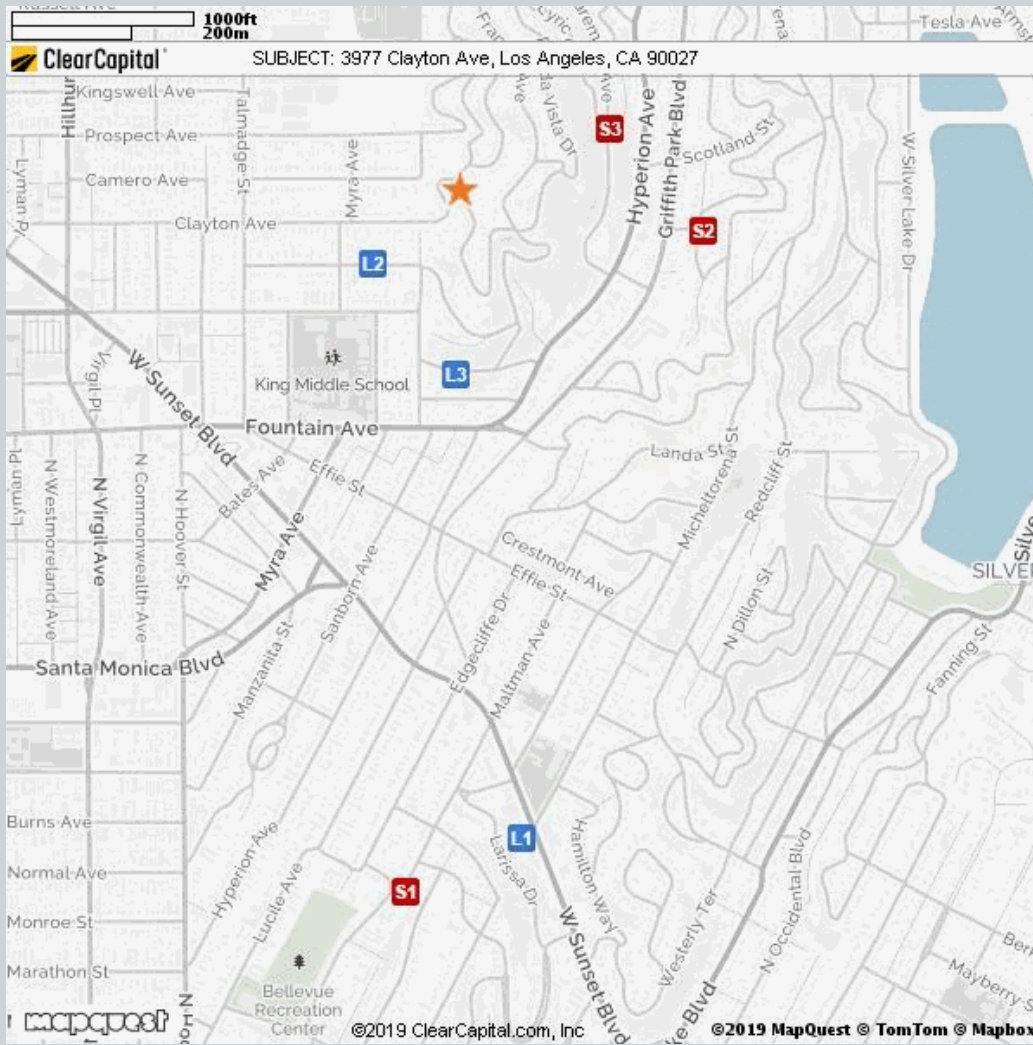 1000ft
200m
ClearCapital
SUBJECT: 3977 Clayton Ave, Los Angeles, CA 90027
Tesla Ave
Kingswell Ave
Prospect Ave
Camero Ave
Clayton Ave
Talmadge St
Myra Ave
Lyman Pl
Hyperion Ave
Griffith Park Blvd
Scotland St
W Silver Lake Dr
S3
S2
L2
L3
King Middle School
Fountain Ave
W Sunset Blvd
Virgil Pl
Landa St
Micheltorena St
Redcliff St
Bates Ave
Effie St
Lyman Pl
N Westmoreland Ave
N Virgil Ave
N Commonwealth Ave
N Hoover St
Myra Ave
Sanborn Ave
Crestmont Ave
Effie St
N Dillon St
Edgecliffe Dr
Maltman Ave
Manzanita St
Santa Monica Blvd
Fanning St
Burns Ave
Normal Ave
Monroe St
Marathon St
Hyperion Ave
Lucile Ave
L1
S1
Larissa Dr
Hamilton Way
W Sunset Blvd
Westerly Ter
N Occidental Blvd
Bellevue
Recreation
Center
mapquest
©2019 ClearCapital.com, Inc
©2019 MapQuest © TomTom © Mapbox